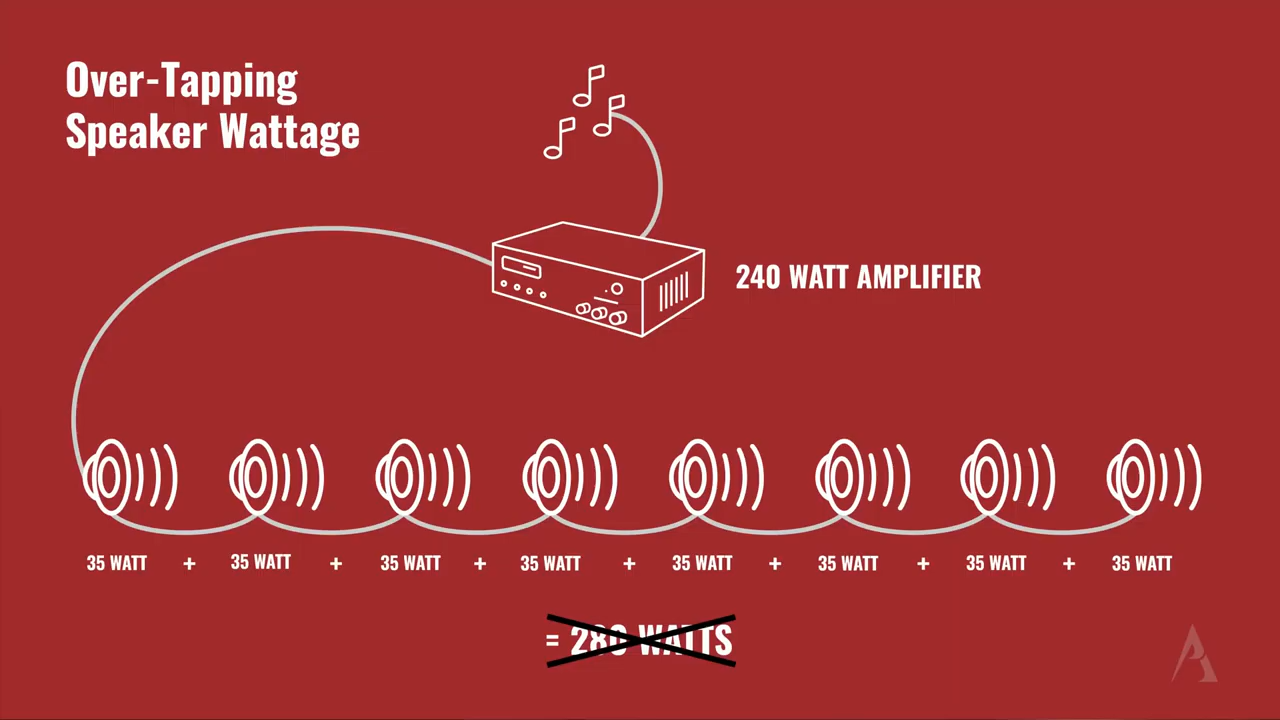 Over-Tapping
Speaker Wattage
240 WATT AMPLIFIER
35 WATT + 35 WATT + 35 WATT + 35 WATT + 35 WATT + 35 WATT + 35 WATT + 35 WATT
= 280 WATTS